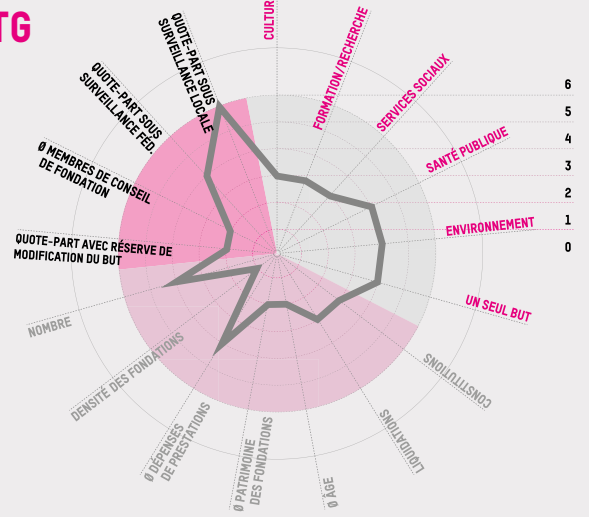 TG
CULTUR
FORMATION/RECHERCHE
SERVICES SOCIAUX
SANTÉ PUBLIQUE
ENVIRONNEMENT
UN SEUL BUT
CONSTITUTIONS
LIQUIDATIONS
Ø ÂGE
Ø PATRIMOINE
DES FONDATIONS
Ø DÉPENSES
DE PRESTATIONS
DENSITÉ DES FONDATIONS
NOMBRE
QUOTE-PART AVEC RÉSERVE DE
MODIFICATION DU BUT
Ø MEMBRES DE CONSEIL
DE FONDATION
QUOTE-PART SOUS
SURVEILLANCE FÉD.
QUOTE-PART SOUS
SURVEILLANCE LOCALE
6
5
4
3
2
1
0